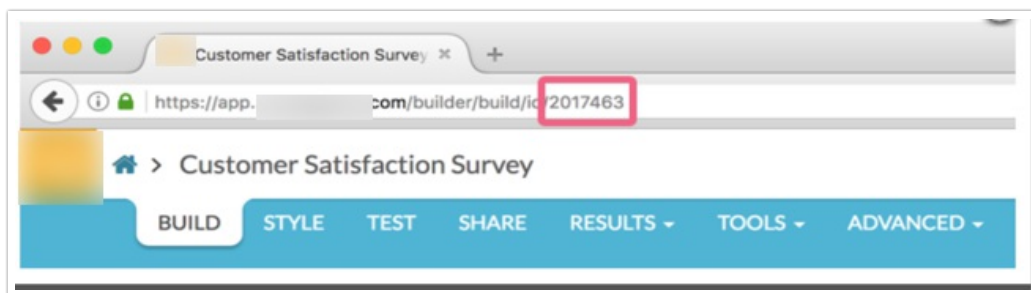 Customer Satisfaction Survey
https://app. com/builder/build/id/2017463
> Customer Satisfaction Survey
BUILD STYLE TEST SHARE RESULTS TOOLS ADVANCED